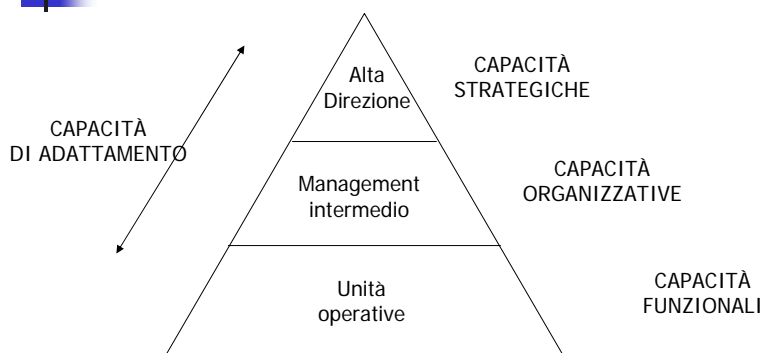 Alta
Direzione
CAPACITÀ
STRATEGICHE
CAPACITÀ
DI ADATTAMENTO
Management
intermedio
CAPACITÀ
ORGANIZZATIVE
Unità
operative
CAPACITÀ
FUNZIONALI